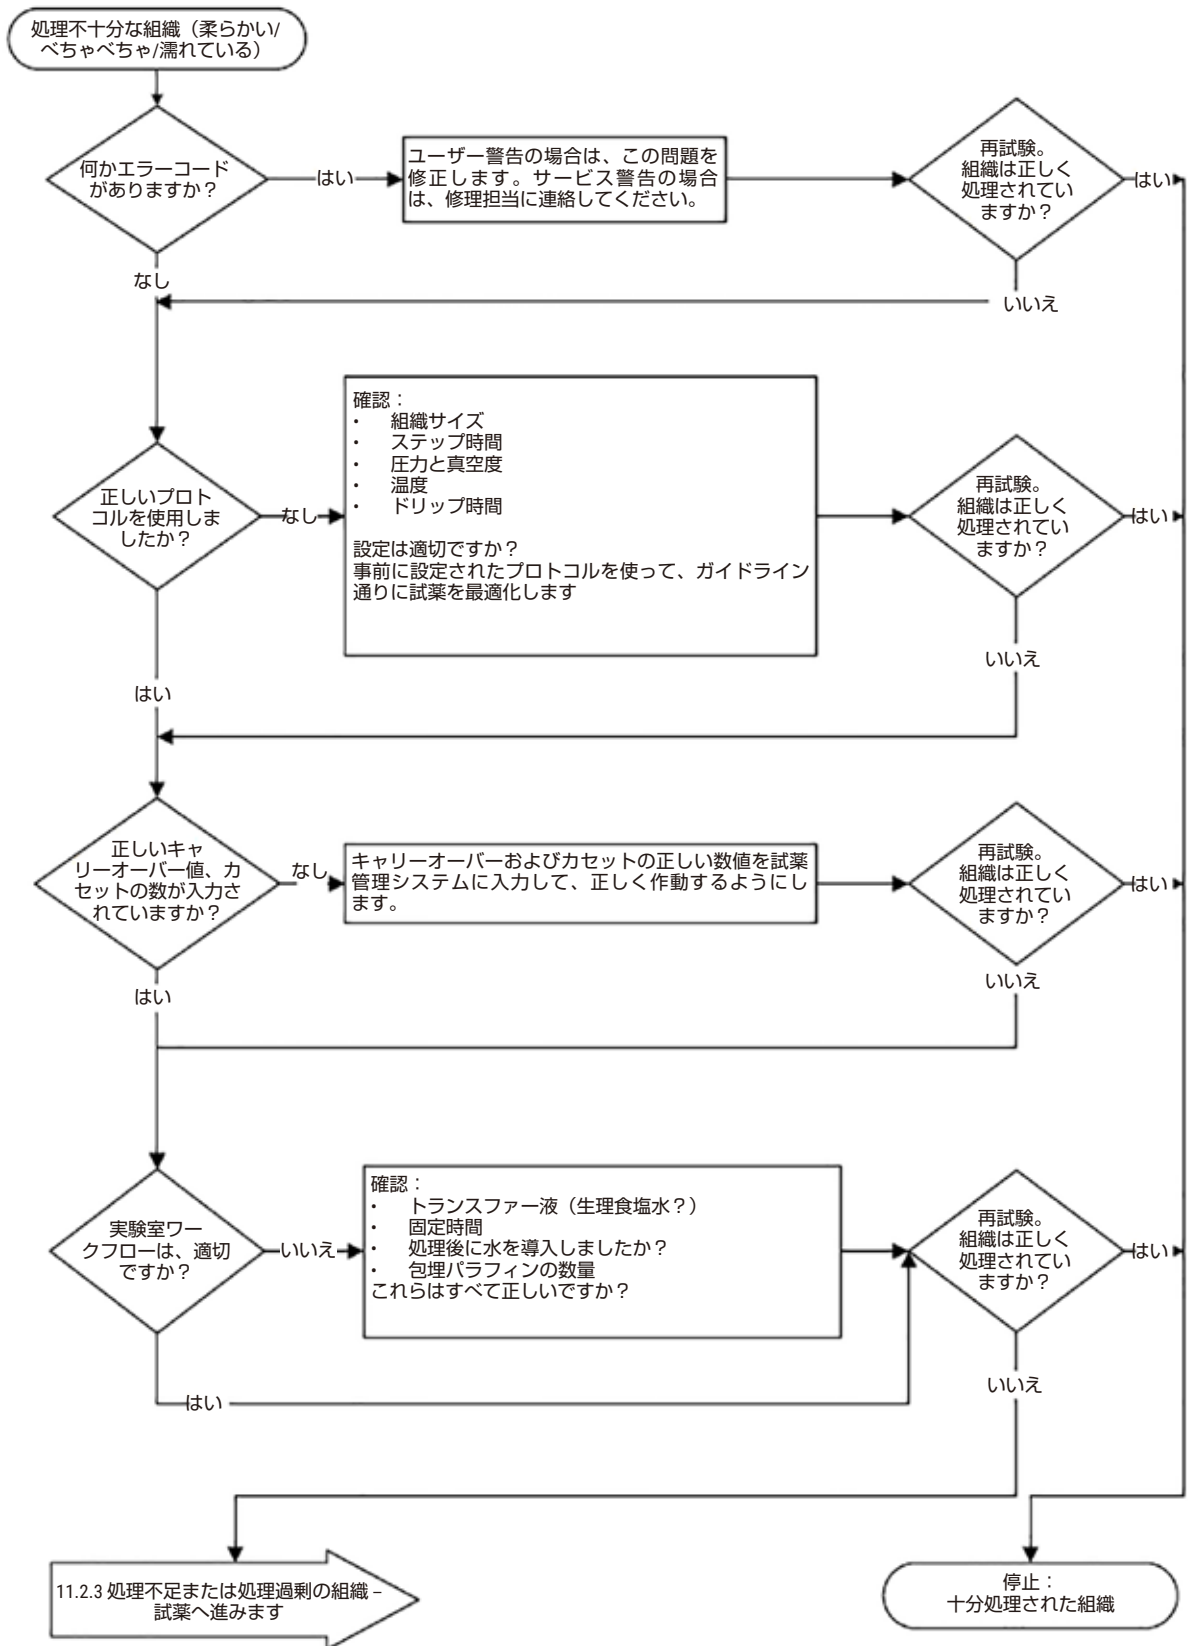 処理不十分な組織（柔らかい/
べちゃべちゃ/濡れている）
何かエラーコード
がありますか？
はい
ユーザー警告の場合は、この問題を
修正します。サービス警告の場合
は、修理担当に連絡してください。
再試験。
組織は正しく
処理されてい
ますか？
はい
なし
いいえ
正しいプロト
コルを使用しま
したか？
なし
確認：
・ 組織サイズ
・ ステップ時間
・ 圧力と真空度
・ 温度
・ ドリップ時間
設定は適切ですか？
事前に設定されたプロトコルを使って、ガイドライン
通りに試薬を最適化します
再試験。
組織は正しく
処理されてい
ますか？
はい
いいえ
はい
正しいキャ
リーオーバー値、カ
セットの数が入力さ
れていますか？
なし
キャリーオーバーおよびカセットの正しい数値を試薬
管理システムに入力して、正しく作動するようにし
ます。
再試験。
組織は正しく
処理されてい
ますか？
はい
いいえ
はい
実験室ワー
クフローは、適切
ですか？
いいえ
確認：
・ トランスファー液（生理食塩水？）
・ 固定時間
・ 処理後に水を導入しましたか？
・ 包埋パラフィンの数量
これらはすべて正しいですか？
再試験。
組織は正しく
処理されてい
ますか？
はい
いいえ
はい
11.2.3 処理不足または処理過剰の組織 –
試薬へ進みます
停止：
十分処理された組織